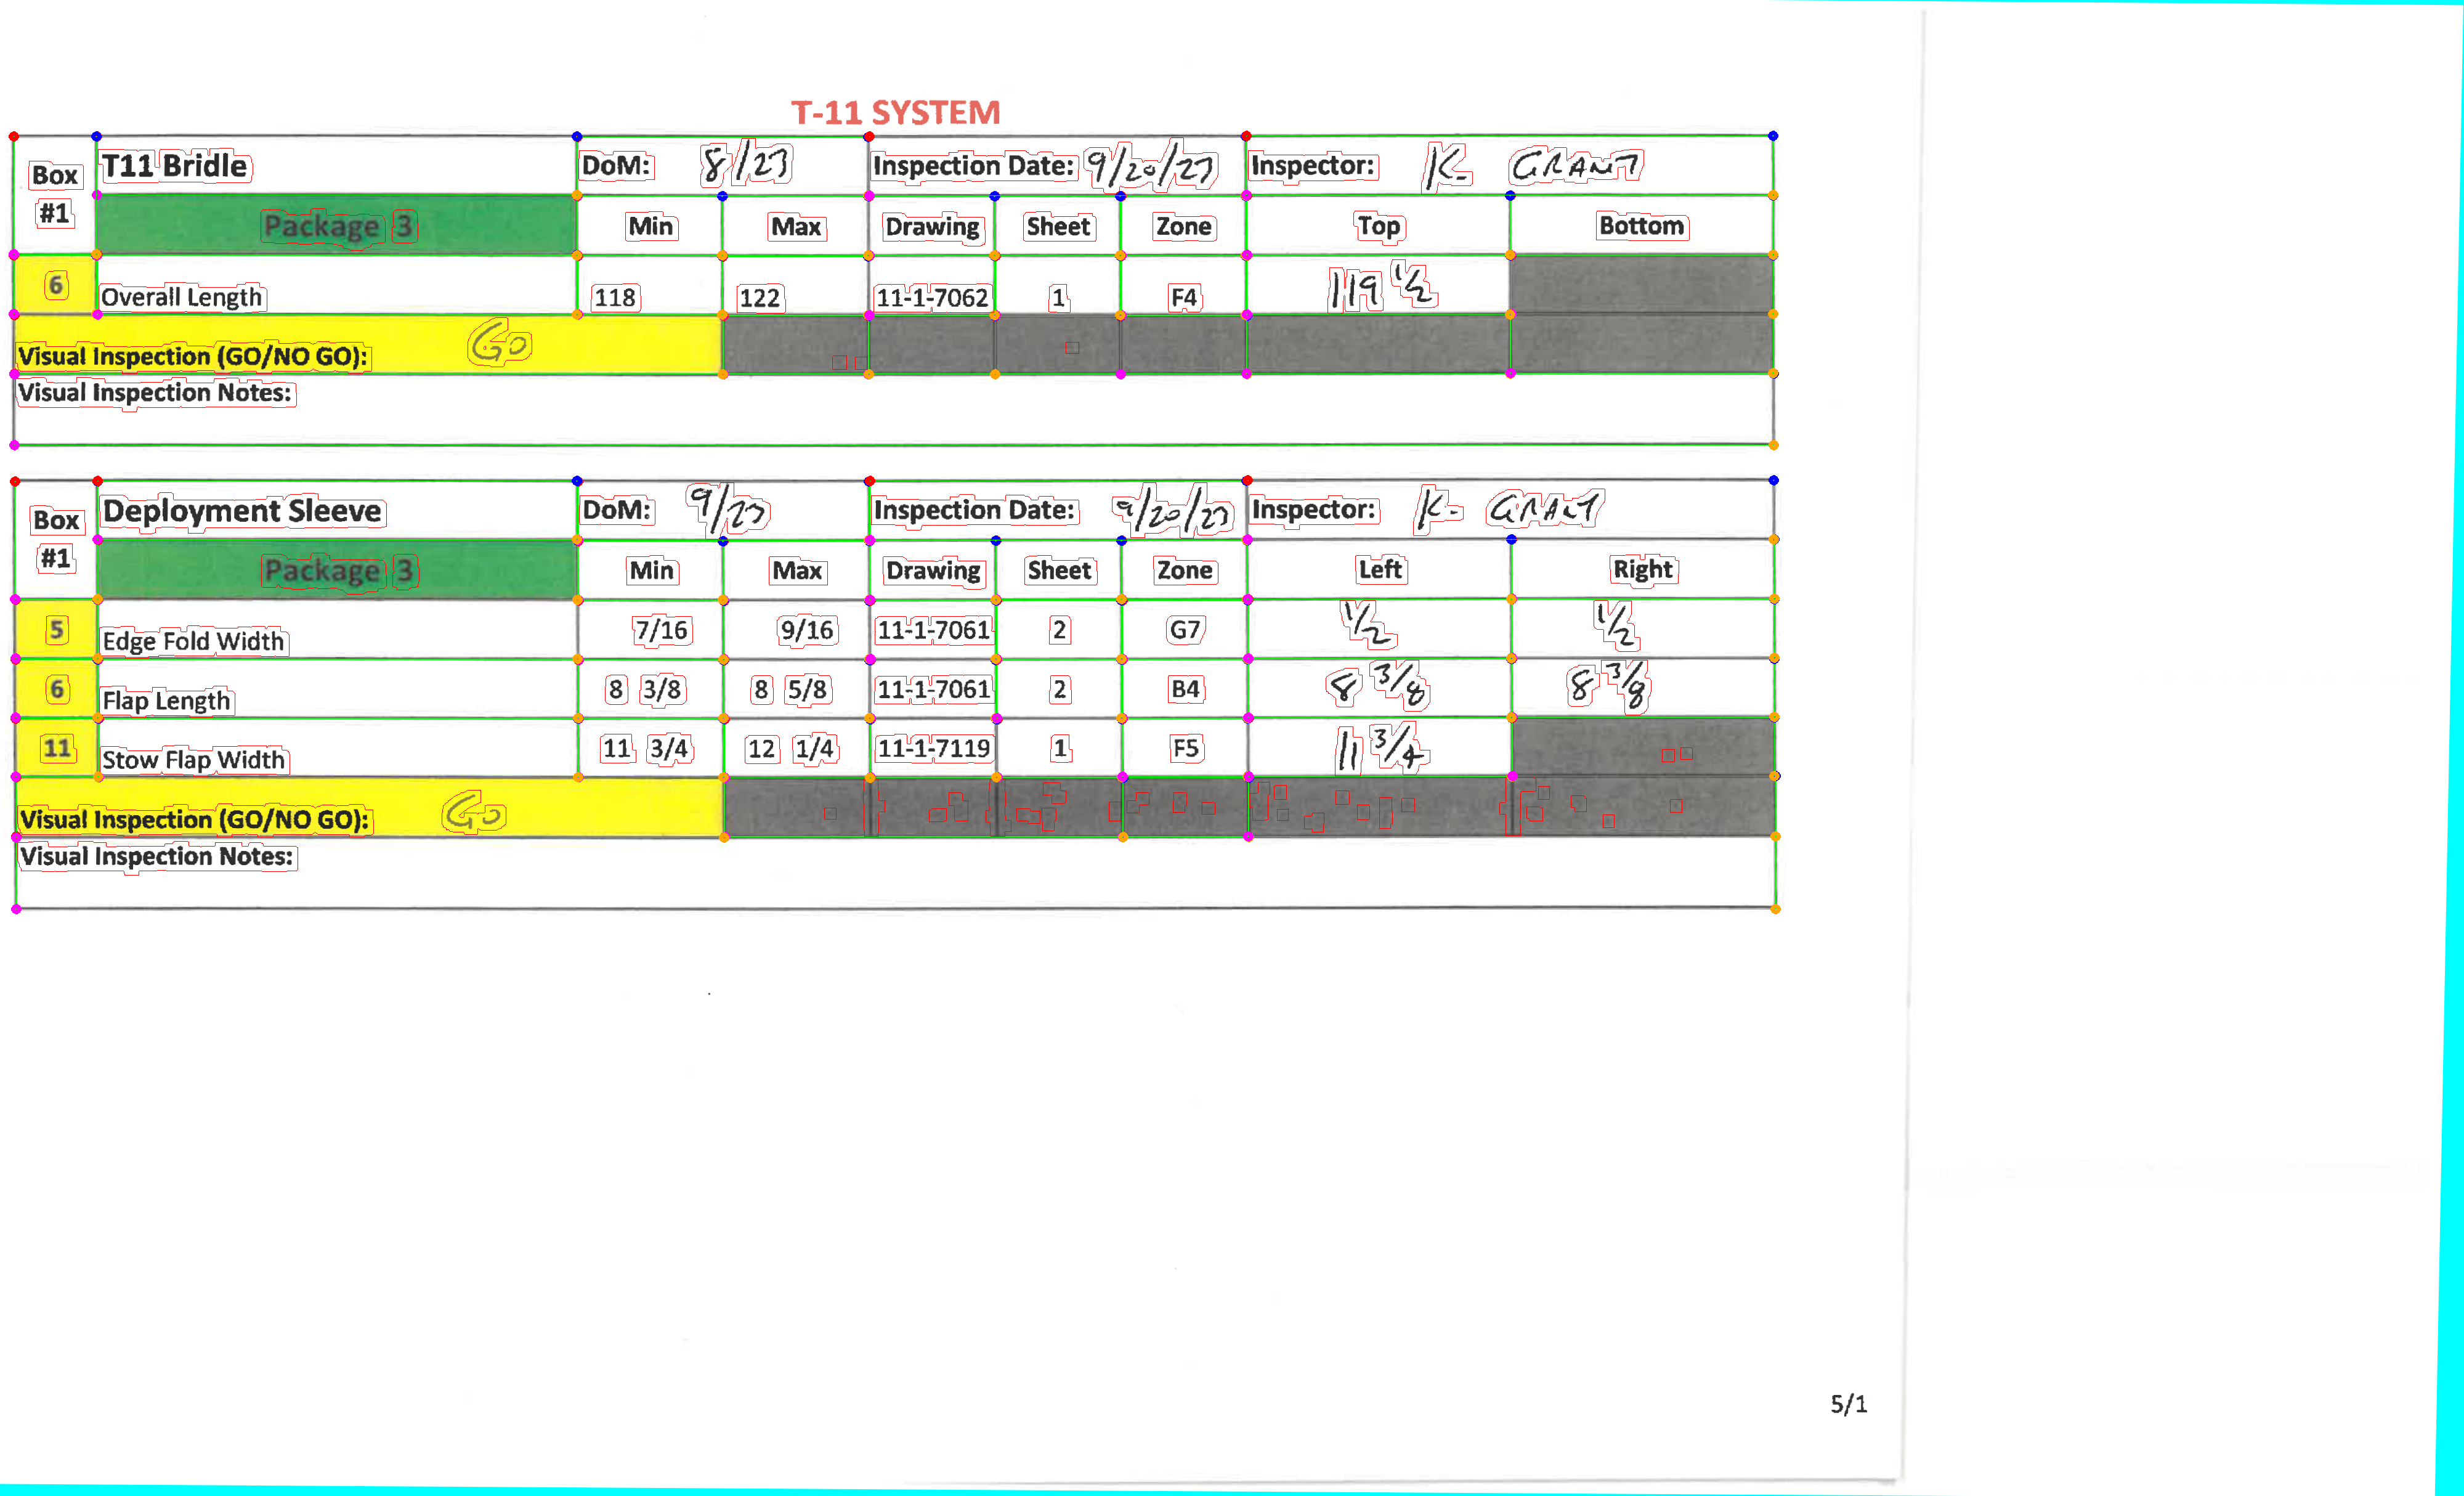 T-11 SYSTEM
Box #1 T11 Bridle DoM: 8/23 Inspection Date: 9/20/23 Inspector: K. GRANT
Package 3 Min Max Drawing Sheet Zone Top Bottom
6 Overall Length 118 122 11-1-7062 1 F4 119 1/2
Visual Inspection (GO/NO GO): GO
Visual Inspection Notes:
Box #1 Deployment Sleeve DoM: 9/23 Inspection Date: 9/20/23 Inspector: K. GRANT
Package 3 Min Max Drawing Sheet Zone Left Right
5 Edge Fold Width 7/16 9/16 11-1-7061 2 G7 1/2 1/2
6 Flap Length 8 3/8 8 5/8 11-1-7061 2 B4 8 3/8 8 3/8
11 Stow Flap Width 11 3/4 12 1/4 11-1-7119 1 F5 11 3/4
Visual Inspection (GO/NO GO): GO
Visual Inspection Notes:
5/1